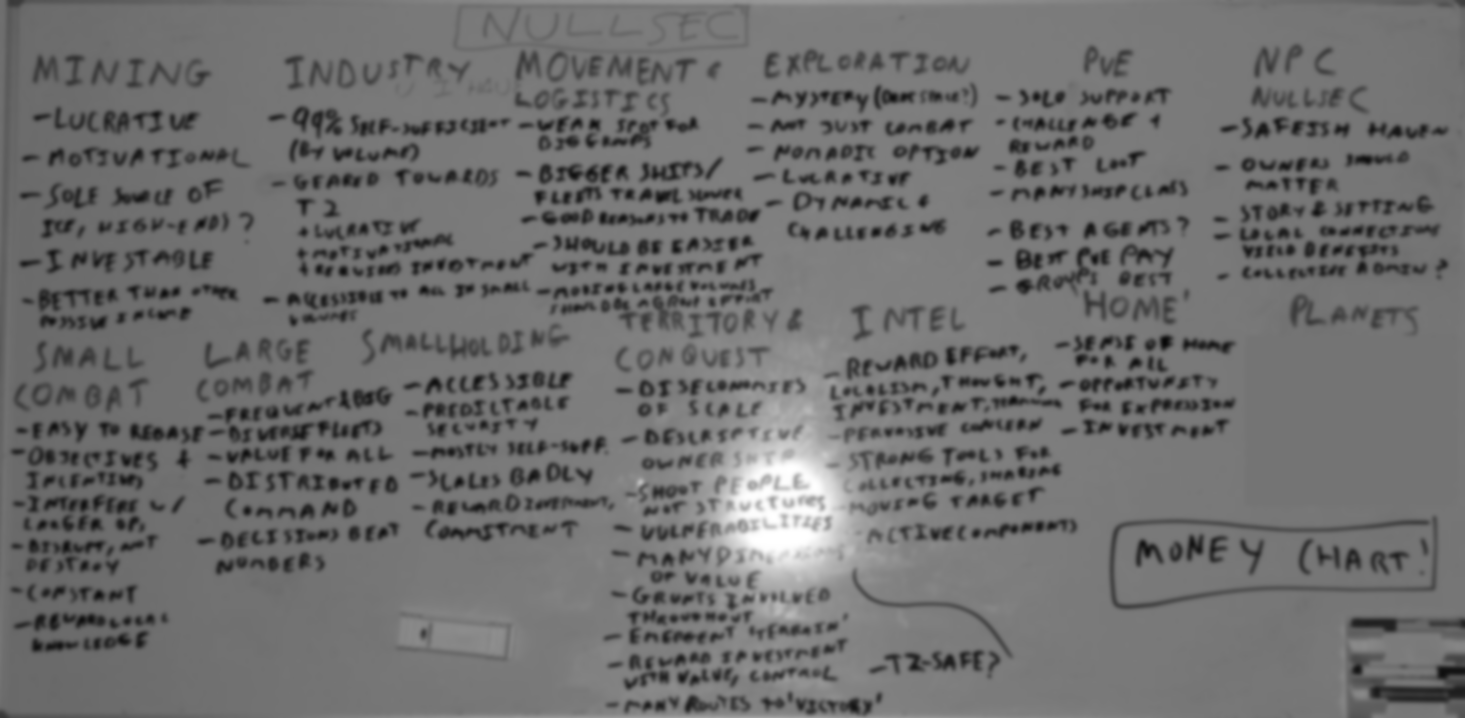 NULLSEC
MINING
- LUCRATIVE
- MOTIVATIONAL
- SOLE SOURCE OF
ICE, HIGH-END) ?
- INVESTABLE
- BETTER THAN OTHER
PASSIVE INCOME
INDUSTRY
- 99% SELF-SUFFICIENT
(BY VOLUME)
- GEARED TOWARDS
T2
+ LUCRATIVE
+ MOTIVATIONAL
+ REQUIRES INVESTMENT
- ACCESSIBLE TO ALL IN SMALL
VOLUMES
MOVEMENT &
LOGISTICS
- WEAK SPOT FOR
BIG GROUPS
- BIGGER SHIPS/
FLEETS TRAVEL SLOWER
- GOOD REASONS TO TRADE
- SHOULD BE EASIER
WITH INVESTMENT
- MOVING LARGE VOLUMES
SHOULD BE A GROUP EFFORT
EXPLORATION
- MYSTERY (DARK SPACE?)
- NOT JUST COMBAT
- NOMADIC OPTION
- LUCRATIVE
- DYNAMIC &
CHALLENGING
PVE
- SOLO SUPPORT
- CHALLENGE &
REWARD
- BEST LOOT
- MANY SHIP CLASS
- BEST AGENTS?
- BEST PVE PAY
- GROUPS BEST
NPC
NULLSEC
- SAFEISH HAVEN
- OWNERS SHOULD
MATTER
- STORY & SETTING
- LOCAL CONNECTIONS
YIELD BENEFITS
- COLLECTIVE ADMIN?
SMALL
COMBAT
- EASY TO REBASE
- OBJECTIVES &
INCENTIVES
- INTERFERE W/
LARGER OP,
- DISRUPT, NOT
DESTROY
- CONSTANT
- REWARD LOCAL
KNOWLEDGE
LARGE
COMBAT
- FREQUENT & BIG
- DIVERSE FLEETS
- VALUE FOR ALL
- DISTRIBUTED
COMMAND
- DECISIONS BEAT
NUMBERS
SMALLHOLDING
- ACCESSIBLE
- PREDICTABLE
SECURITY
- MOSTLY SELF-SUFF.
- SCALES BADLY
- REWARD INVESTMENT,
COMMITMENT
TERRITORY &
CONQUEST
- DISECONOMIES
OF SCALE
- DESCRIPTIVE
OWNERSHIP
- SHOOT PEOPLE
NOT STRUCTURES
- VULNERABILITIES
- MANY DIMENSIONS
OF VALUE
- GRUNTS INVOLVED
THROUGHOUT
- EMERGENT 'TERRAIN'
- REWARD INVESTMENT
WITH VALUE, CONTROL
- MANY ROUTES TO 'VICTORY'
- TZ-SAFE?
INTEL
- REWARD EFFORT,
LOCALISM, THOUGHT,
INVESTMENT,
- PERVASIVE CONCERN
- STRONG TOOLS FOR
COLLECTING, SHARING
- MOVING TARGET
- ACTIVE COMPONENTS
'HOME'
- SENSE OF HOME
FOR ALL
- OPPORTUNITY
FOR EXPRESSION
- INVESTMENT
PLANETS
MONEY CHART!